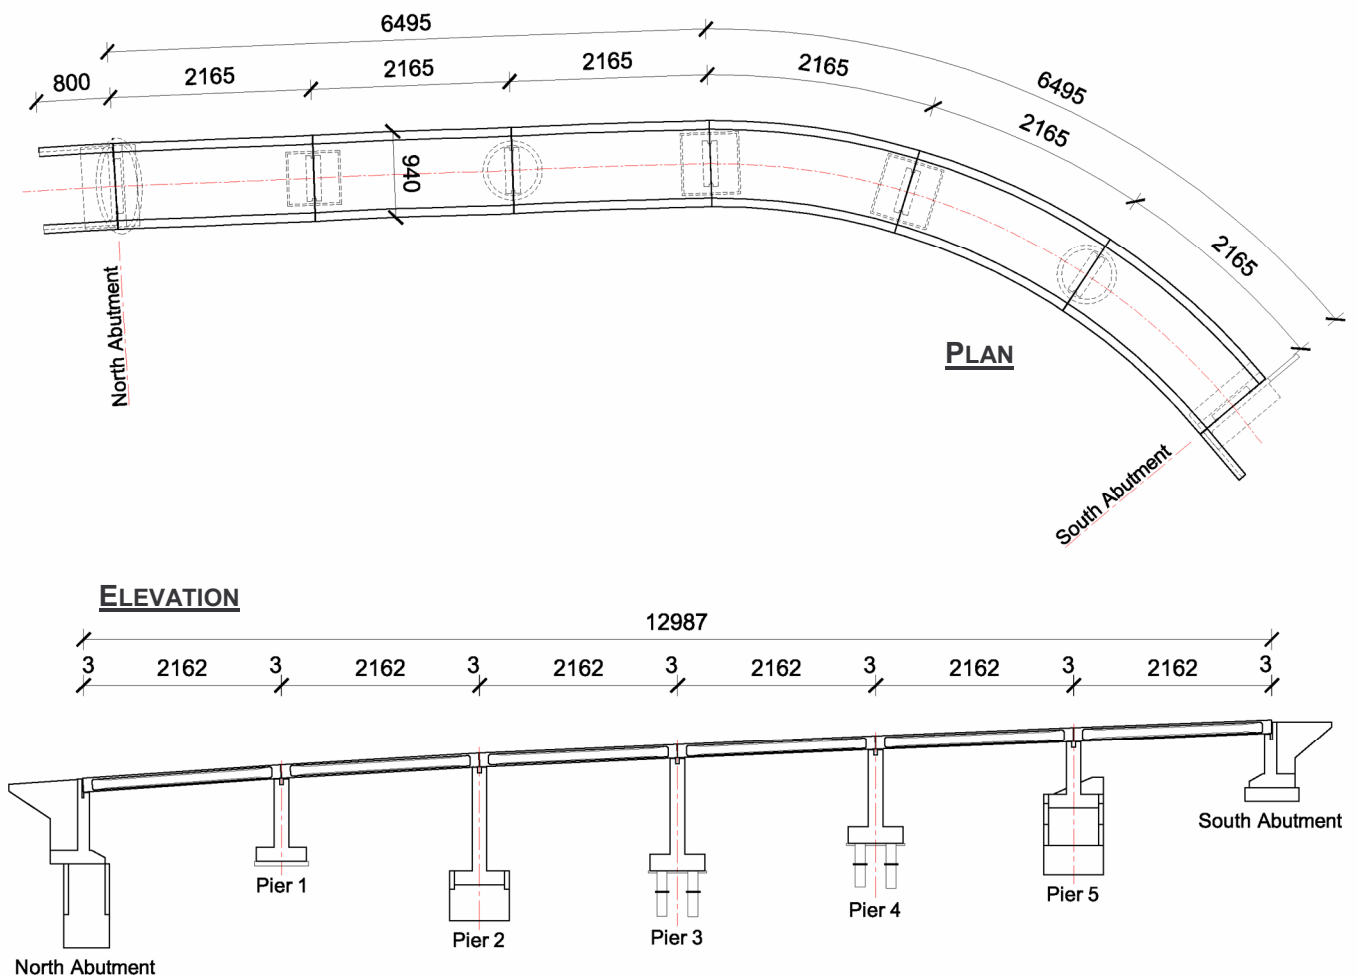 6495
800
2165
2165
2165
2165
6495
2165
2165
940
North Abutment
PLAN
South Abutment
ELEVATION
12987
3 2162 3 2162 3 2162 3 2162 3 2162 3 2162 3
Pier 1
Pier 2
Pier 3
Pier 4
Pier 5
South Abutment
North Abutment